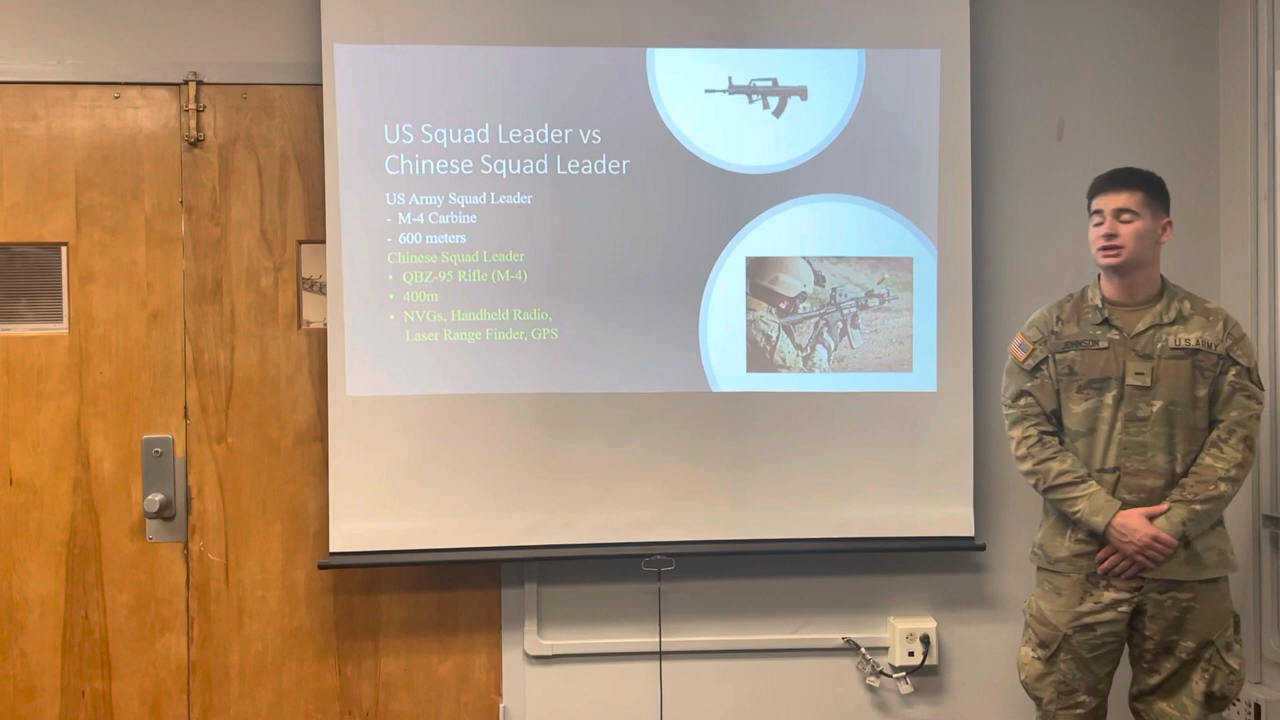 US Squad Leader vs
Chinese Squad Leader
US Army Squad Leader
- M-4 Carbine
- 600 meters
Chinese Squad Leader
• QBZ-95 Rifle (M-4)
• 400m
• NVGs, Handheld Radio,
Laser Range Finder, GPS
JOHNSON
U.S. ARMY